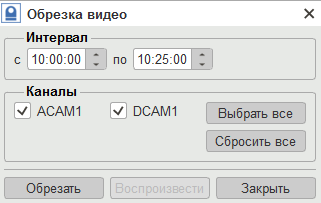 Обрезка видео
Интервал
с 10:00:00 по 10:25:00
Каналы
ACAM1 DCAM1 Выбрать все
Сбросить все
Обрезать Воспроизвести Закрыть